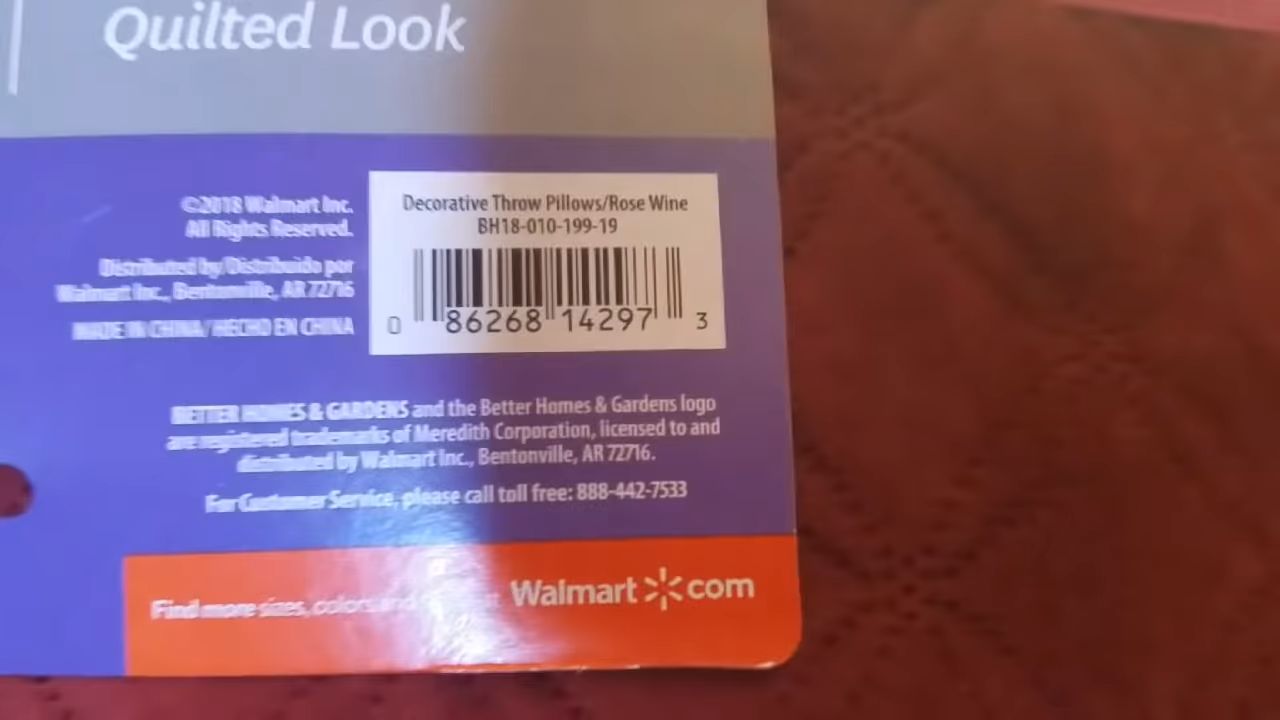 Quilted Look
©2018 Walmart Inc.
All Rights Reserved.
Distributed by/Distribuido por
Walmart Inc., Bentonville, AR 72716
MADE IN CHINA/ HECHO EN CHINA
Decorative Throw Pillows/Rose Wine
BH18-010-199-19
0 86268 14297 3
BETTER HOMES & GARDENS and the Better Homes & Gardens logo
are registered trademarks of Meredith Corporation, licensed to and
distributed by Walmart Inc., Bentonville, AR 72716.
For Customer Service, please call toll free: 888-442-7533
Find more sizes, colors and
Walmart com